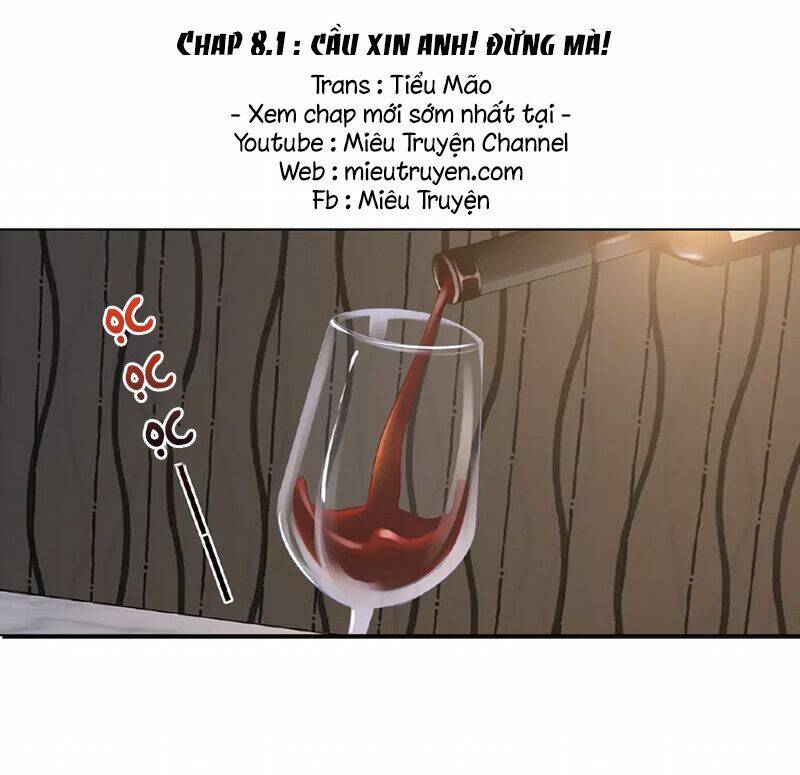 CHAP 8.1 : CẦU XIN ANH! ĐỪNG MÀ!
Trans : Tiểu Mão
- Xem chap mới sớm nhất tại -
Youtube : Miêu Truyện Channel
Web : mieutruyen.com
Fb : Miêu Truyện
ỌC
ỌC
ỌC